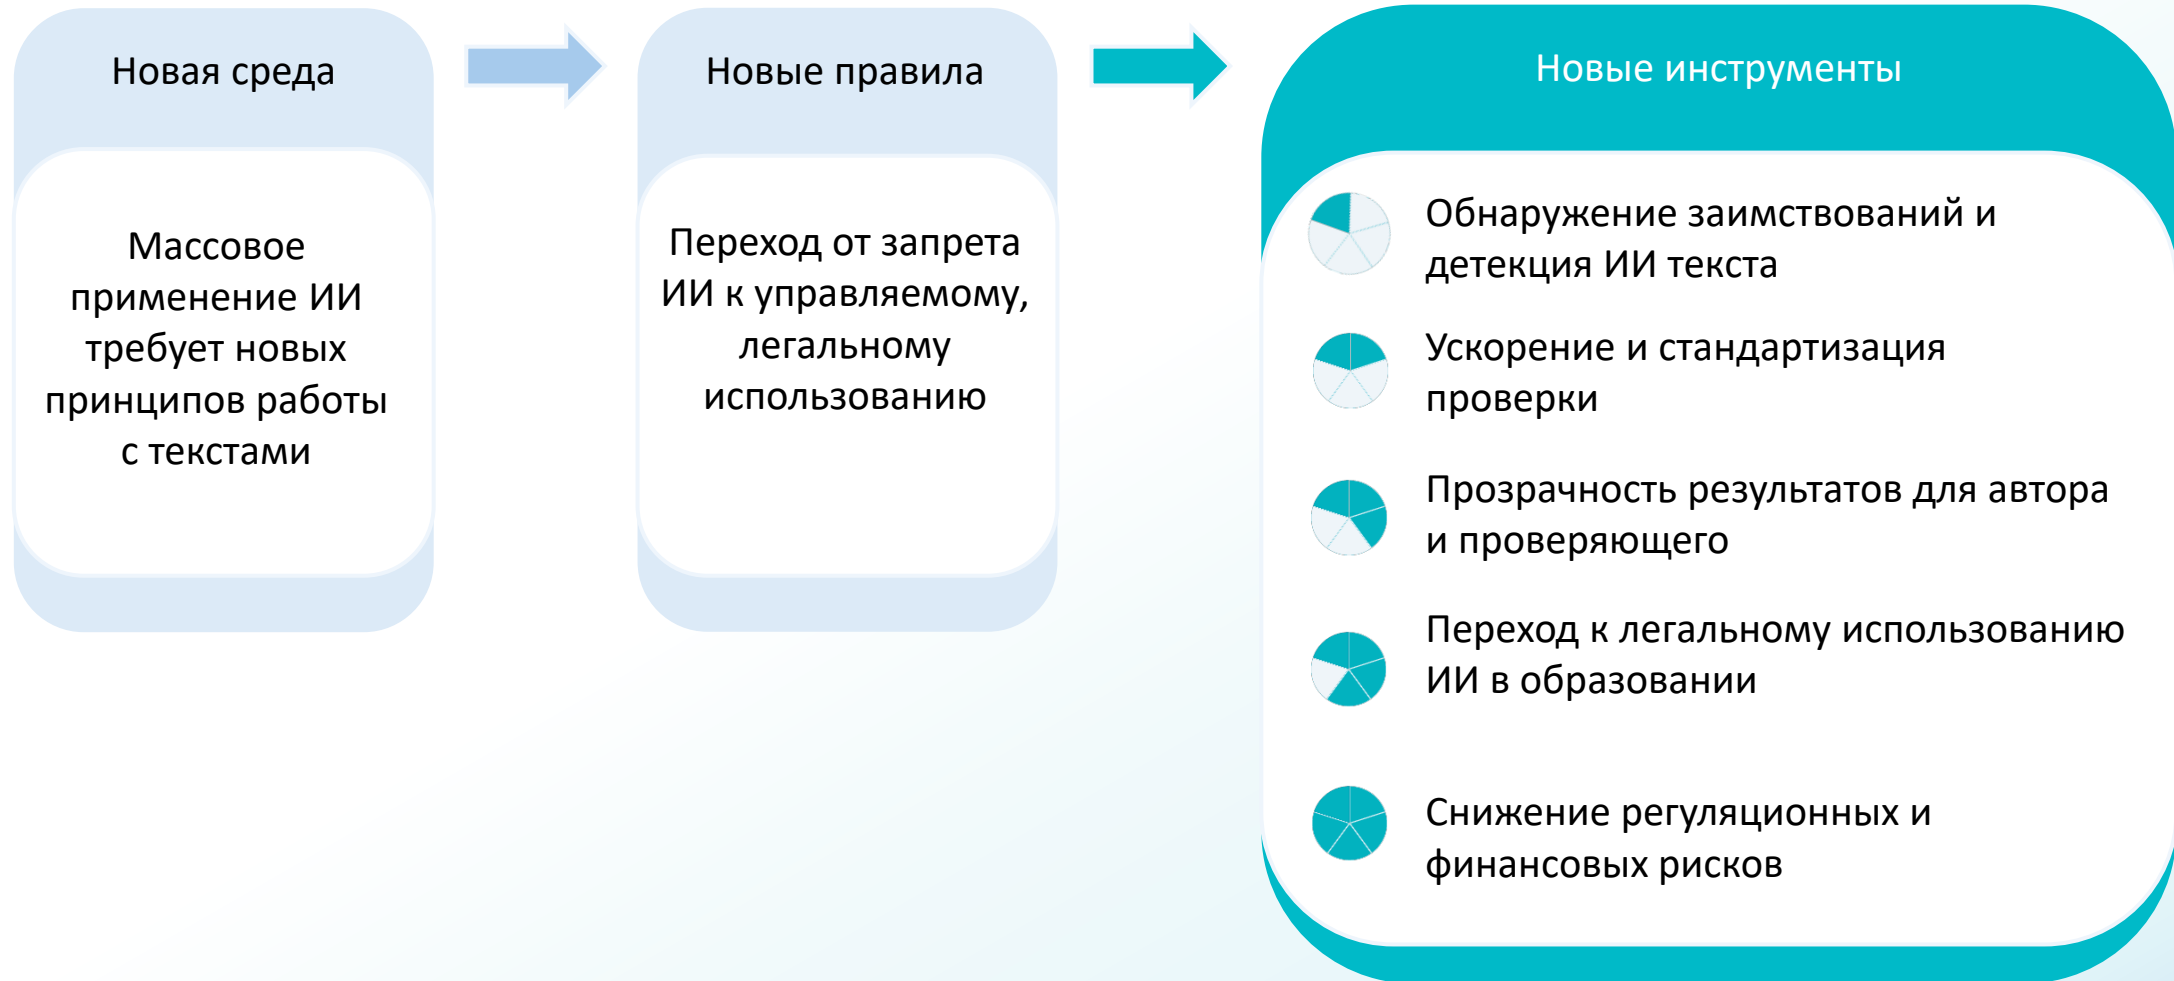 Новая среда
Массовое
применение ИИ
требует новых
принципов работы
с текстами
Новые правила
Переход от запрета
ИИ к управляемому,
легальному
использованию
Новые инструменты
Обнаружение заимствований и
детекция ИИ текста
Ускорение и стандартизация
проверки
Прозрачность результатов для автора
и проверяющего
Переход к легальному использованию
ИИ в образовании
Снижение регуляционных и
финансовых рисков